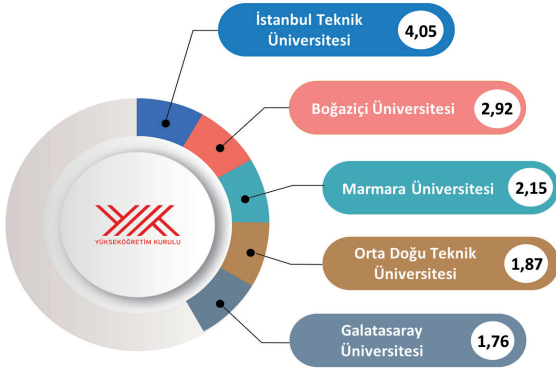 İstanbul Teknik
Üniversitesi
4,05
Boğaziçi Üniversitesi
2,92
Marmara Üniversitesi
2,15
Orta Doğu Teknik
Üniversitesi
1,87
Galatasaray
Üniversitesi
1,76
YÜKSEKÖĞRETİM KURULU